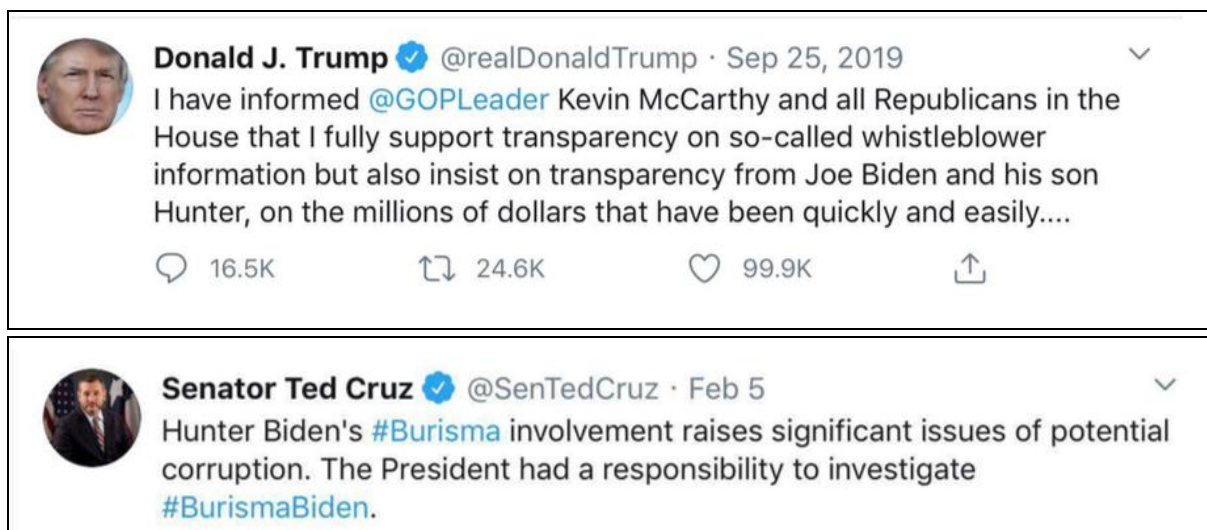 Donald J. Trump @realDonaldTrump · Sep 25, 2019
I have informed @GOPLeader Kevin McCarthy and all Republicans in the
House that I fully support transparency on so-called whistleblower
information but also insist on transparency from Joe Biden and his son
Hunter, on the millions of dollars that have been quickly and easily....
16.5K 24.6K 99.9K
Senator Ted Cruz @SenTedCruz · Feb 5
Hunter Biden's #Burisma involvement raises significant issues of potential
corruption. The President had a responsibility to investigate
#BurismaBiden.